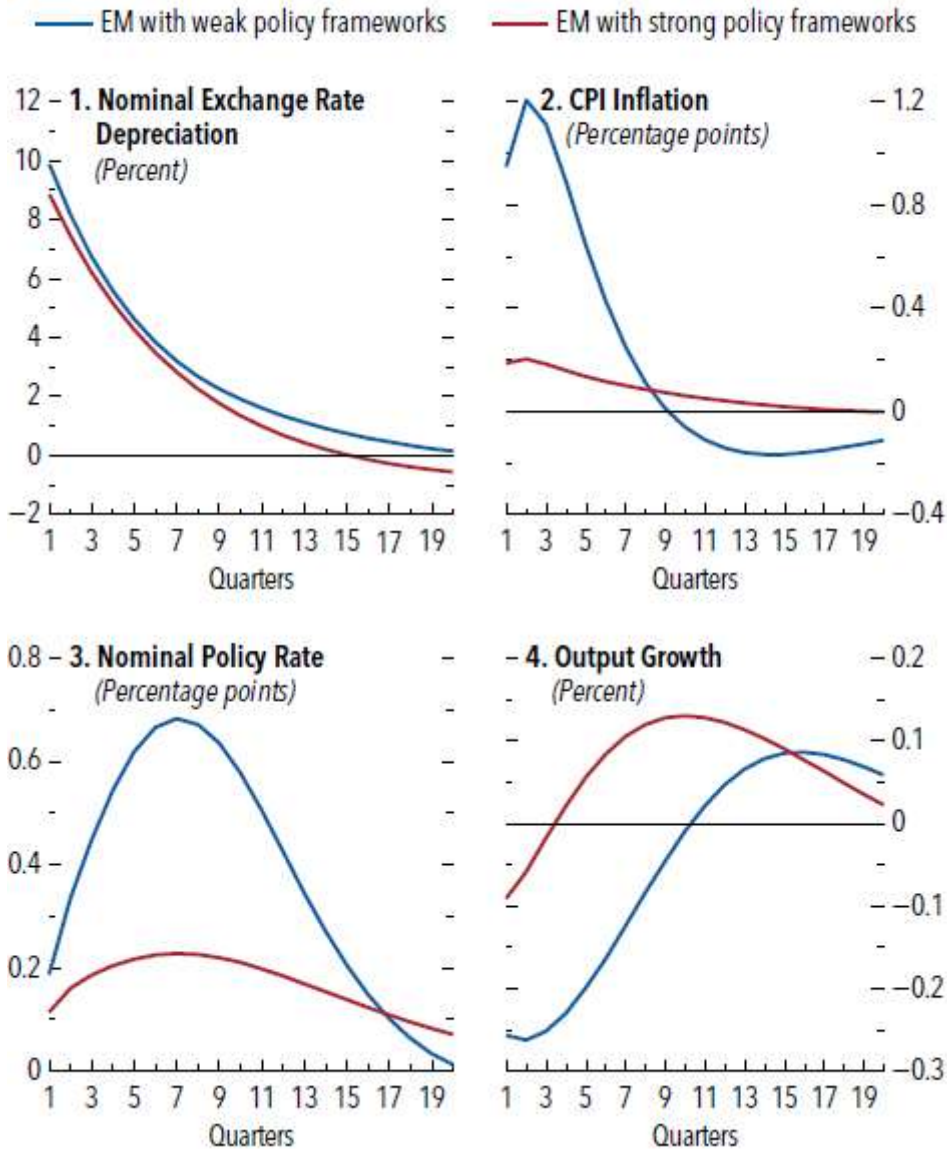 EM with weak policy frameworks
EM with strong policy frameworks
1. Nominal Exchange Rate
Depreciation
(Percent)
12
10
8
6
4
2
0
−2
1 3 5 7 9 11 13 15 17 19
Quarters
2. CPI Inflation
(Percentage points)
1.2
0.8
0.4
0
−0.4
1 3 5 7 9 11 13 15 17 19
Quarters
3. Nominal Policy Rate
(Percentage points)
0.8
0.6
0.4
0.2
0
1 3 5 7 9 11 13 15 17 19
Quarters
4. Output Growth
(Percent)
0.2
0.1
0
−0.1
−0.2
−0.3
1 3 5 7 9 11 13 15 17 19
Quarters